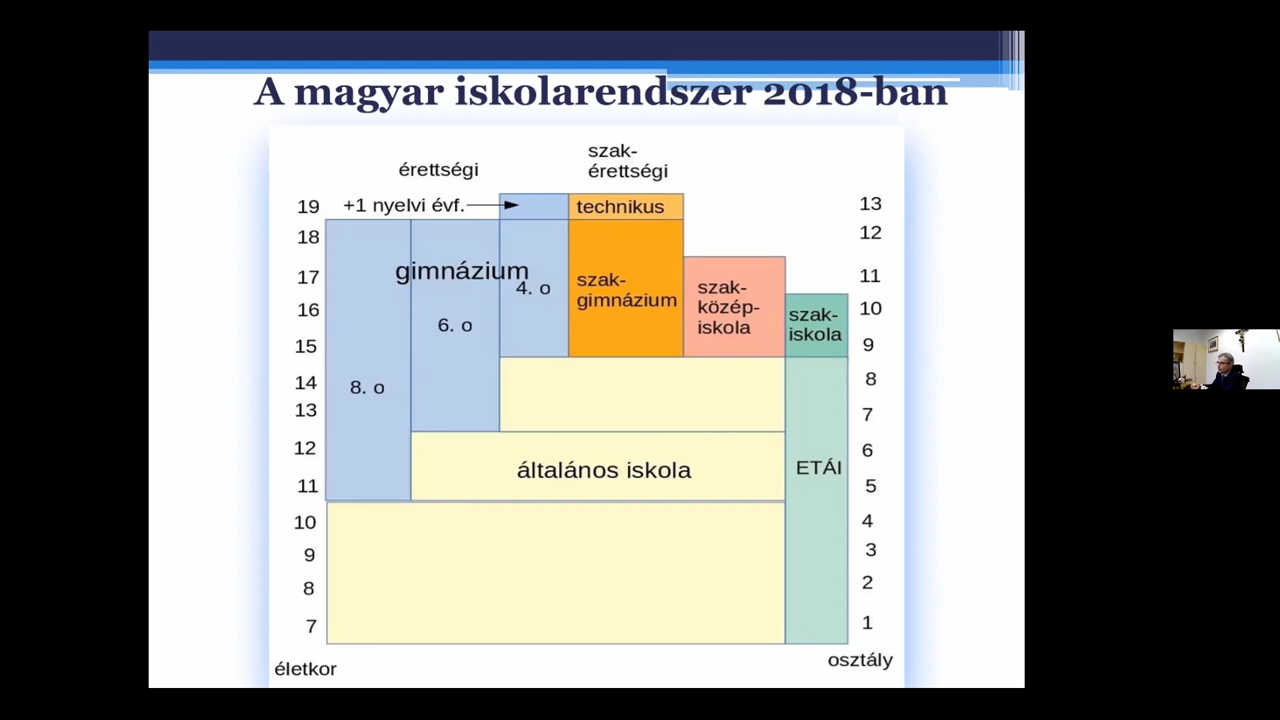 A magyar iskolarendszer 2018-ban
érettségi
szak-
érettségi
19
+1 nyelvi évf.
technikus
13
18
12
17
gimnázium
4. o
szak-
gimnázium
szak-
közép-
iskola
11
16
6. o
szak-
iskola
10
15
9
14
8. o
8
13
7
12
általános iskola
ETÁI
6
11
5
10
4
9
3
8
2
7
1
életkor
osztály